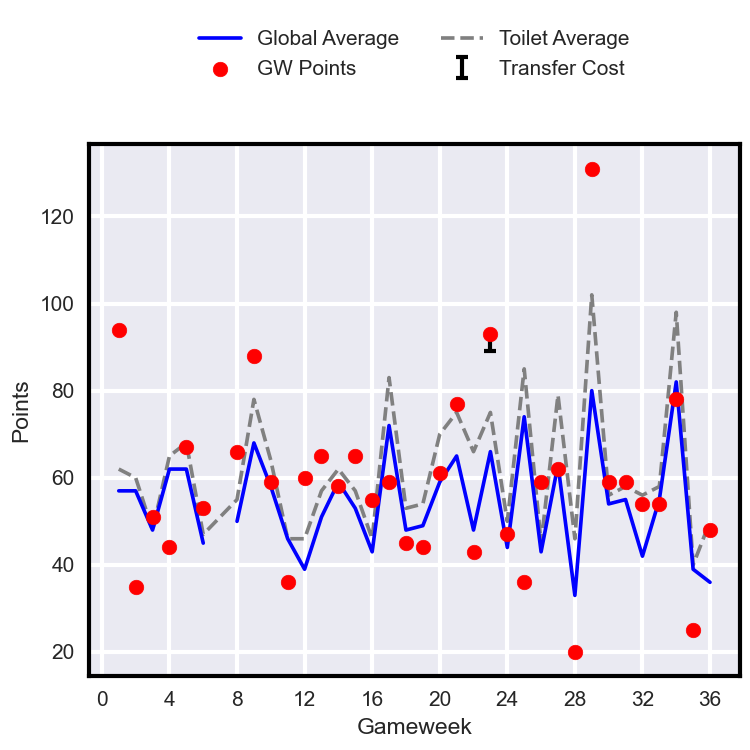 Global Average
Toilet Average
GW Points
Transfer Cost
120
100
80
60
40
20
Points
0 4 8 12 16 20 24 28 32 36
Gameweek